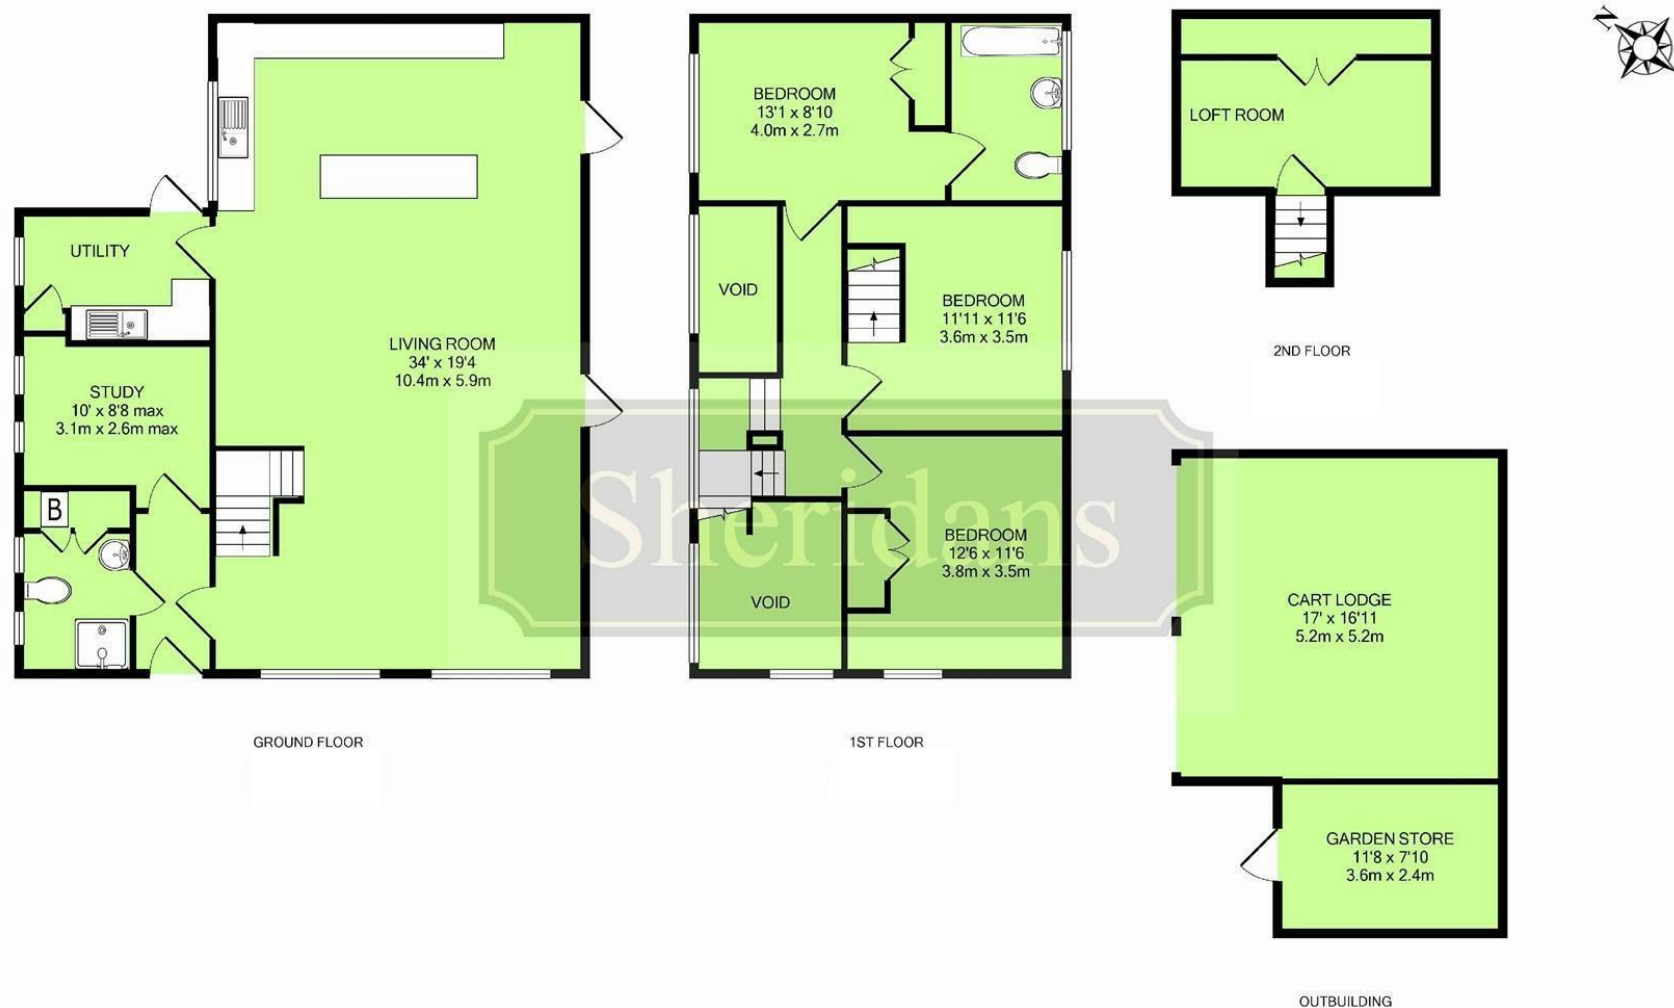 N
BEDROOM
13'1 x 8'10
4.0m x 2.7m
LOFT ROOM
UTILITY
VOID
BEDROOM
11'11 x 11'6
3.6m x 3.5m
LIVING ROOM
34' x 19'4
10.4m x 5.9m
2ND FLOOR
STUDY
10' x 8'8 max
3.1m x 2.6m max
B
Sheridans
BEDROOM
12'6 x 11'6
3.8m x 3.5m
VOID
CART LODGE
17' x 16'11
5.2m x 5.2m
GROUND FLOOR
1ST FLOOR
GARDEN STORE
11'8 x 7'10
3.6m x 2.4m
OUTBUILDING